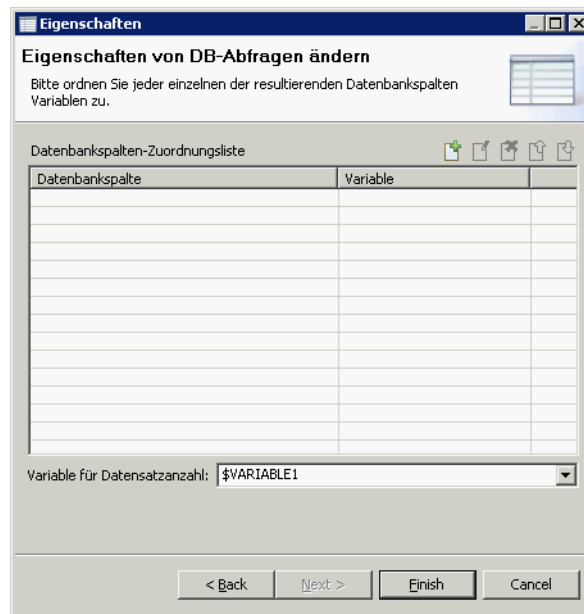 Eigenschaften
Eigenschaften von DB-Abfragen ändern
Bitte ordnen Sie jeder einzelnen der resultierenden Datenbankspalten
Variablen zu.
Datenbankspalten-Zuordnungsliste
Datenbankspalte Variable
Variable für Datensatzanzahl: $VARIABLE1
< Back Next > Finish Cancel